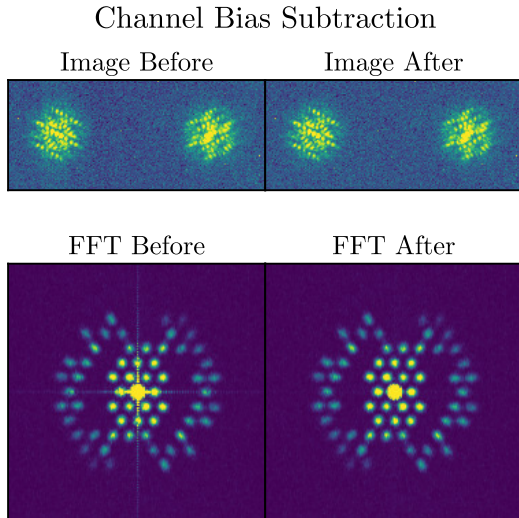 Channel Bias Subtraction
Image Before
Image After
FFT Before
FFT After